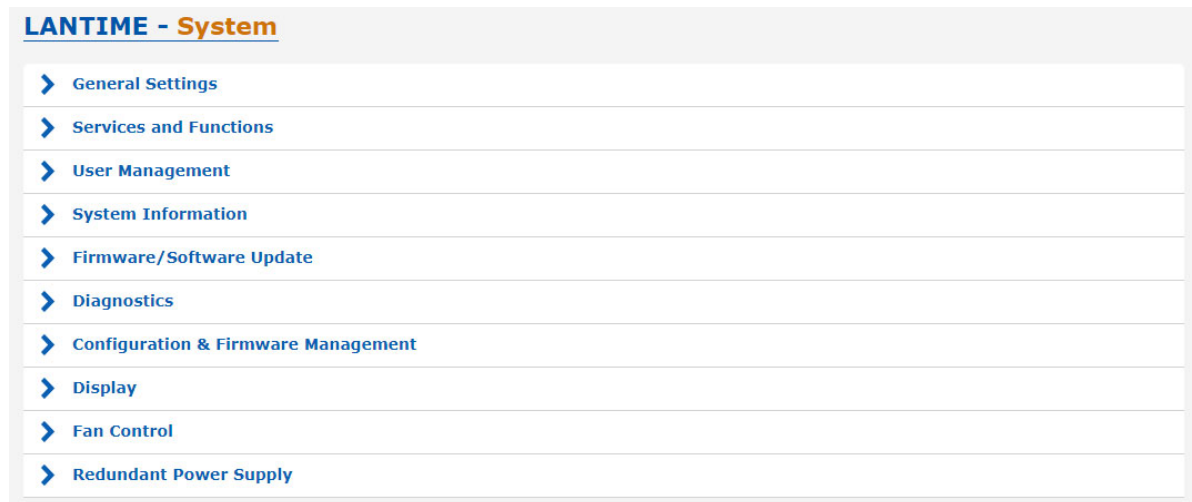 LANTIME - System
General Settings
Services and Functions
User Management
System Information
Firmware/Software Update
Diagnostics
Configuration & Firmware Management
Display
Fan Control
Redundant Power Supply